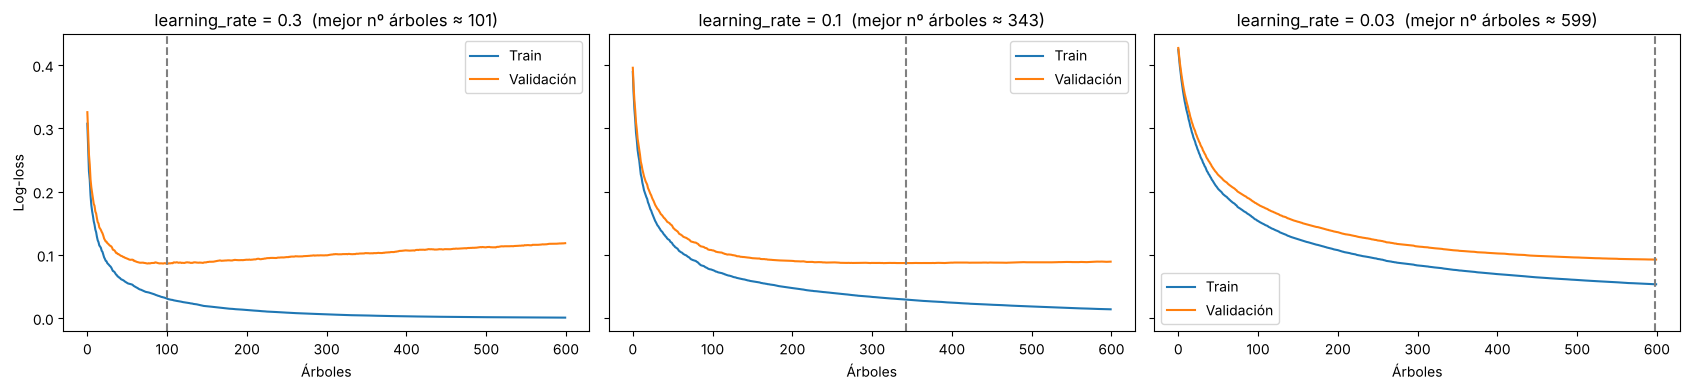 learning_rate = 0.3  (mejor nº árboles ≈ 101)
Log-loss
0.4
0.3
0.2
0.1
0.0
Train
Validación
0 100 200 300 400 500 600
Árboles
learning_rate = 0.1  (mejor nº árboles ≈ 343)
Train
Validación
0 100 200 300 400 500 600
Árboles
learning_rate = 0.03  (mejor nº árboles ≈ 599)
Train
Validación
0 100 200 300 400 500 600
Árboles